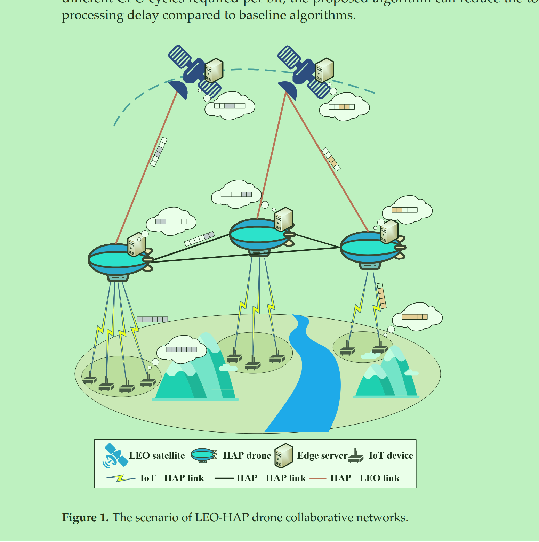 different CPU cycles required per bit, the proposed algorithm can reduce the to
processing delay compared to baseline algorithms.
LEO satellite HAP drone Edge server IoT device
IoT HAP link HAP HAP link HAP LEO link
Figure 1. The scenario of LEO-HAP drone collaborative networks.